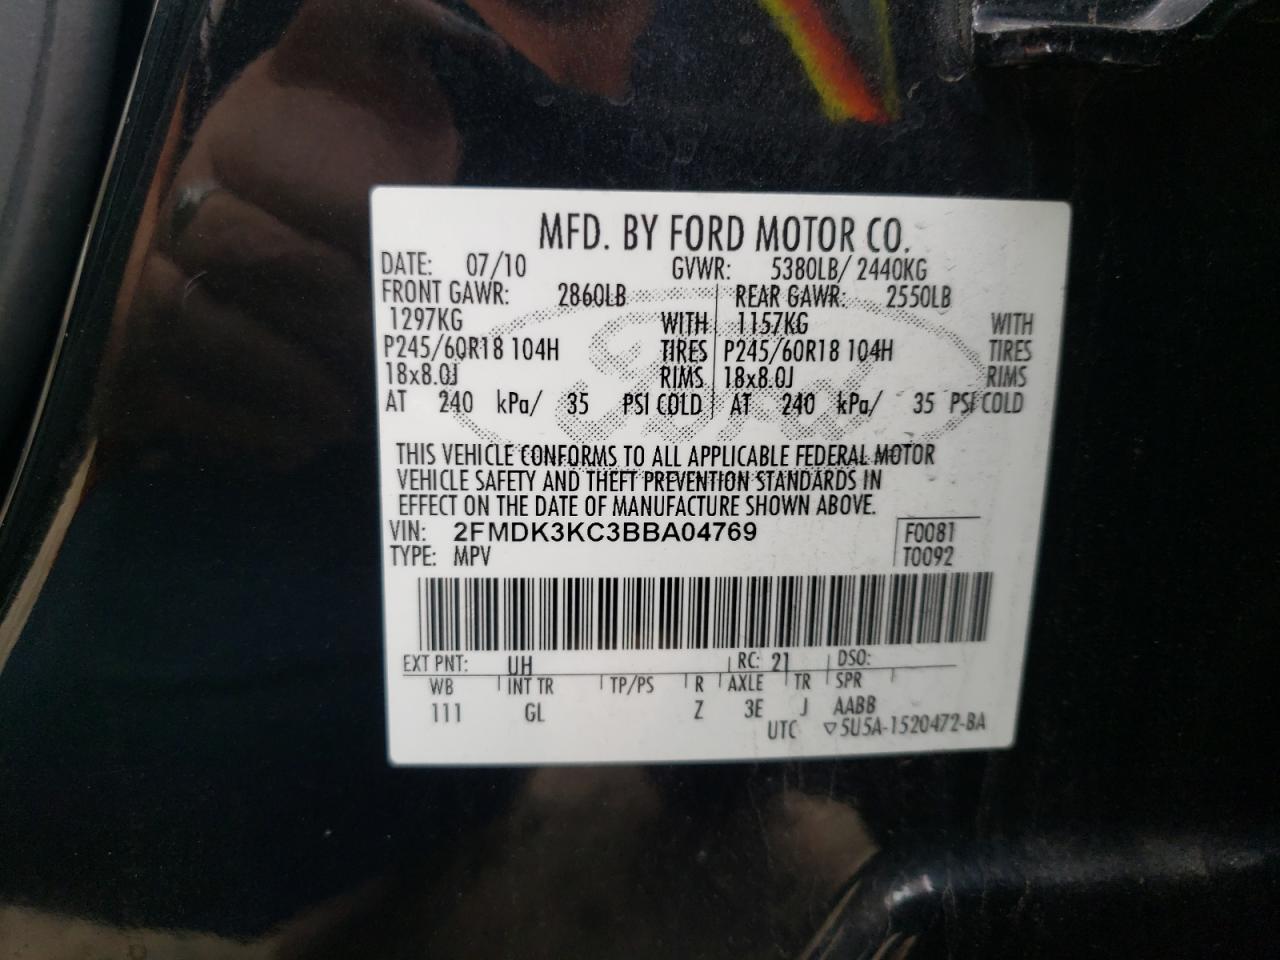 MFD. BY FORD MOTOR CO.
DATE: 07/10 GVWR: 5380LB/ 2440KG
FRONT GAWR: 2860LB REAR GAWR: 2550LB
1297KG WITH 1157KG WITH
P245/60R18 104H TIRES P245/60R18 104H TIRES
18x8.0J RIMS 18x8.0J RIMS
AT 240 kPa/ 35 PSI COLD AT 240 kPa/ 35 PSI COLD
Ford
THIS VEHICLE CONFORMS TO ALL APPLICABLE FEDERAL MOTOR
VEHICLE SAFETY AND THEFT PREVENTION STANDARDS IN
EFFECT ON THE DATE OF MANUFACTURE SHOWN ABOVE.
VIN: 2FMDK3KC3BBA04769 F0081
TYPE: MPV T0092
EXT PNT: UH RC: 21 DSO:
WB INT TR TP/PS R AXLE TR SPR
111 GL Z 3E J AABB
UTC ▽5U5A-1520472-BA